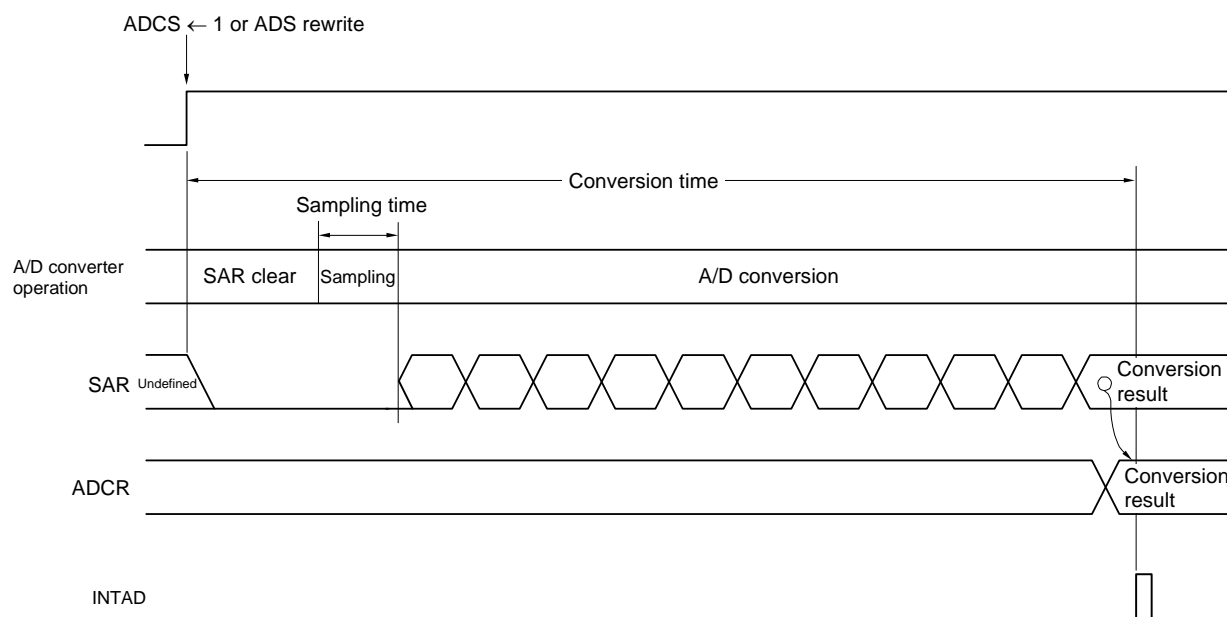 ADCS ← 1 or ADS rewrite
Conversion time
Sampling time
A/D converter
operation
SAR clear
Sampling
A/D conversion
SAR
Undefined
Conversion
result
ADCR
Conversion
result
INTAD